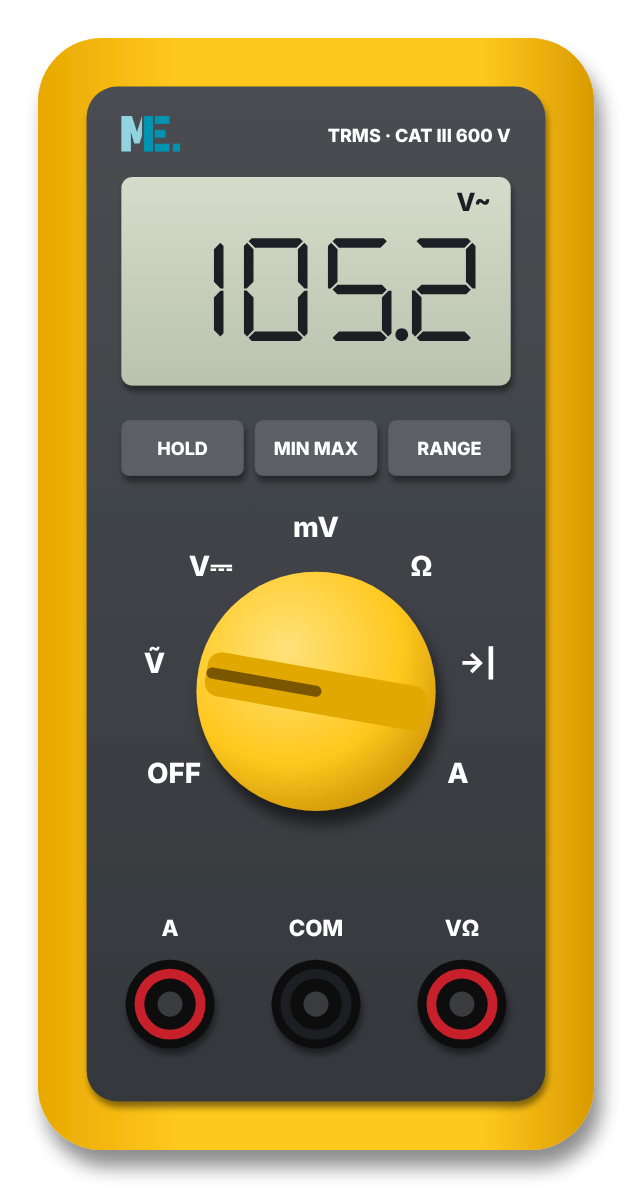 ME.
TRMS · CAT III 600 V
V~
105.2
HOLD MIN MAX RANGE
mV
V⎓ Ω
Ṽ →|
OFF A
A COM VΩ